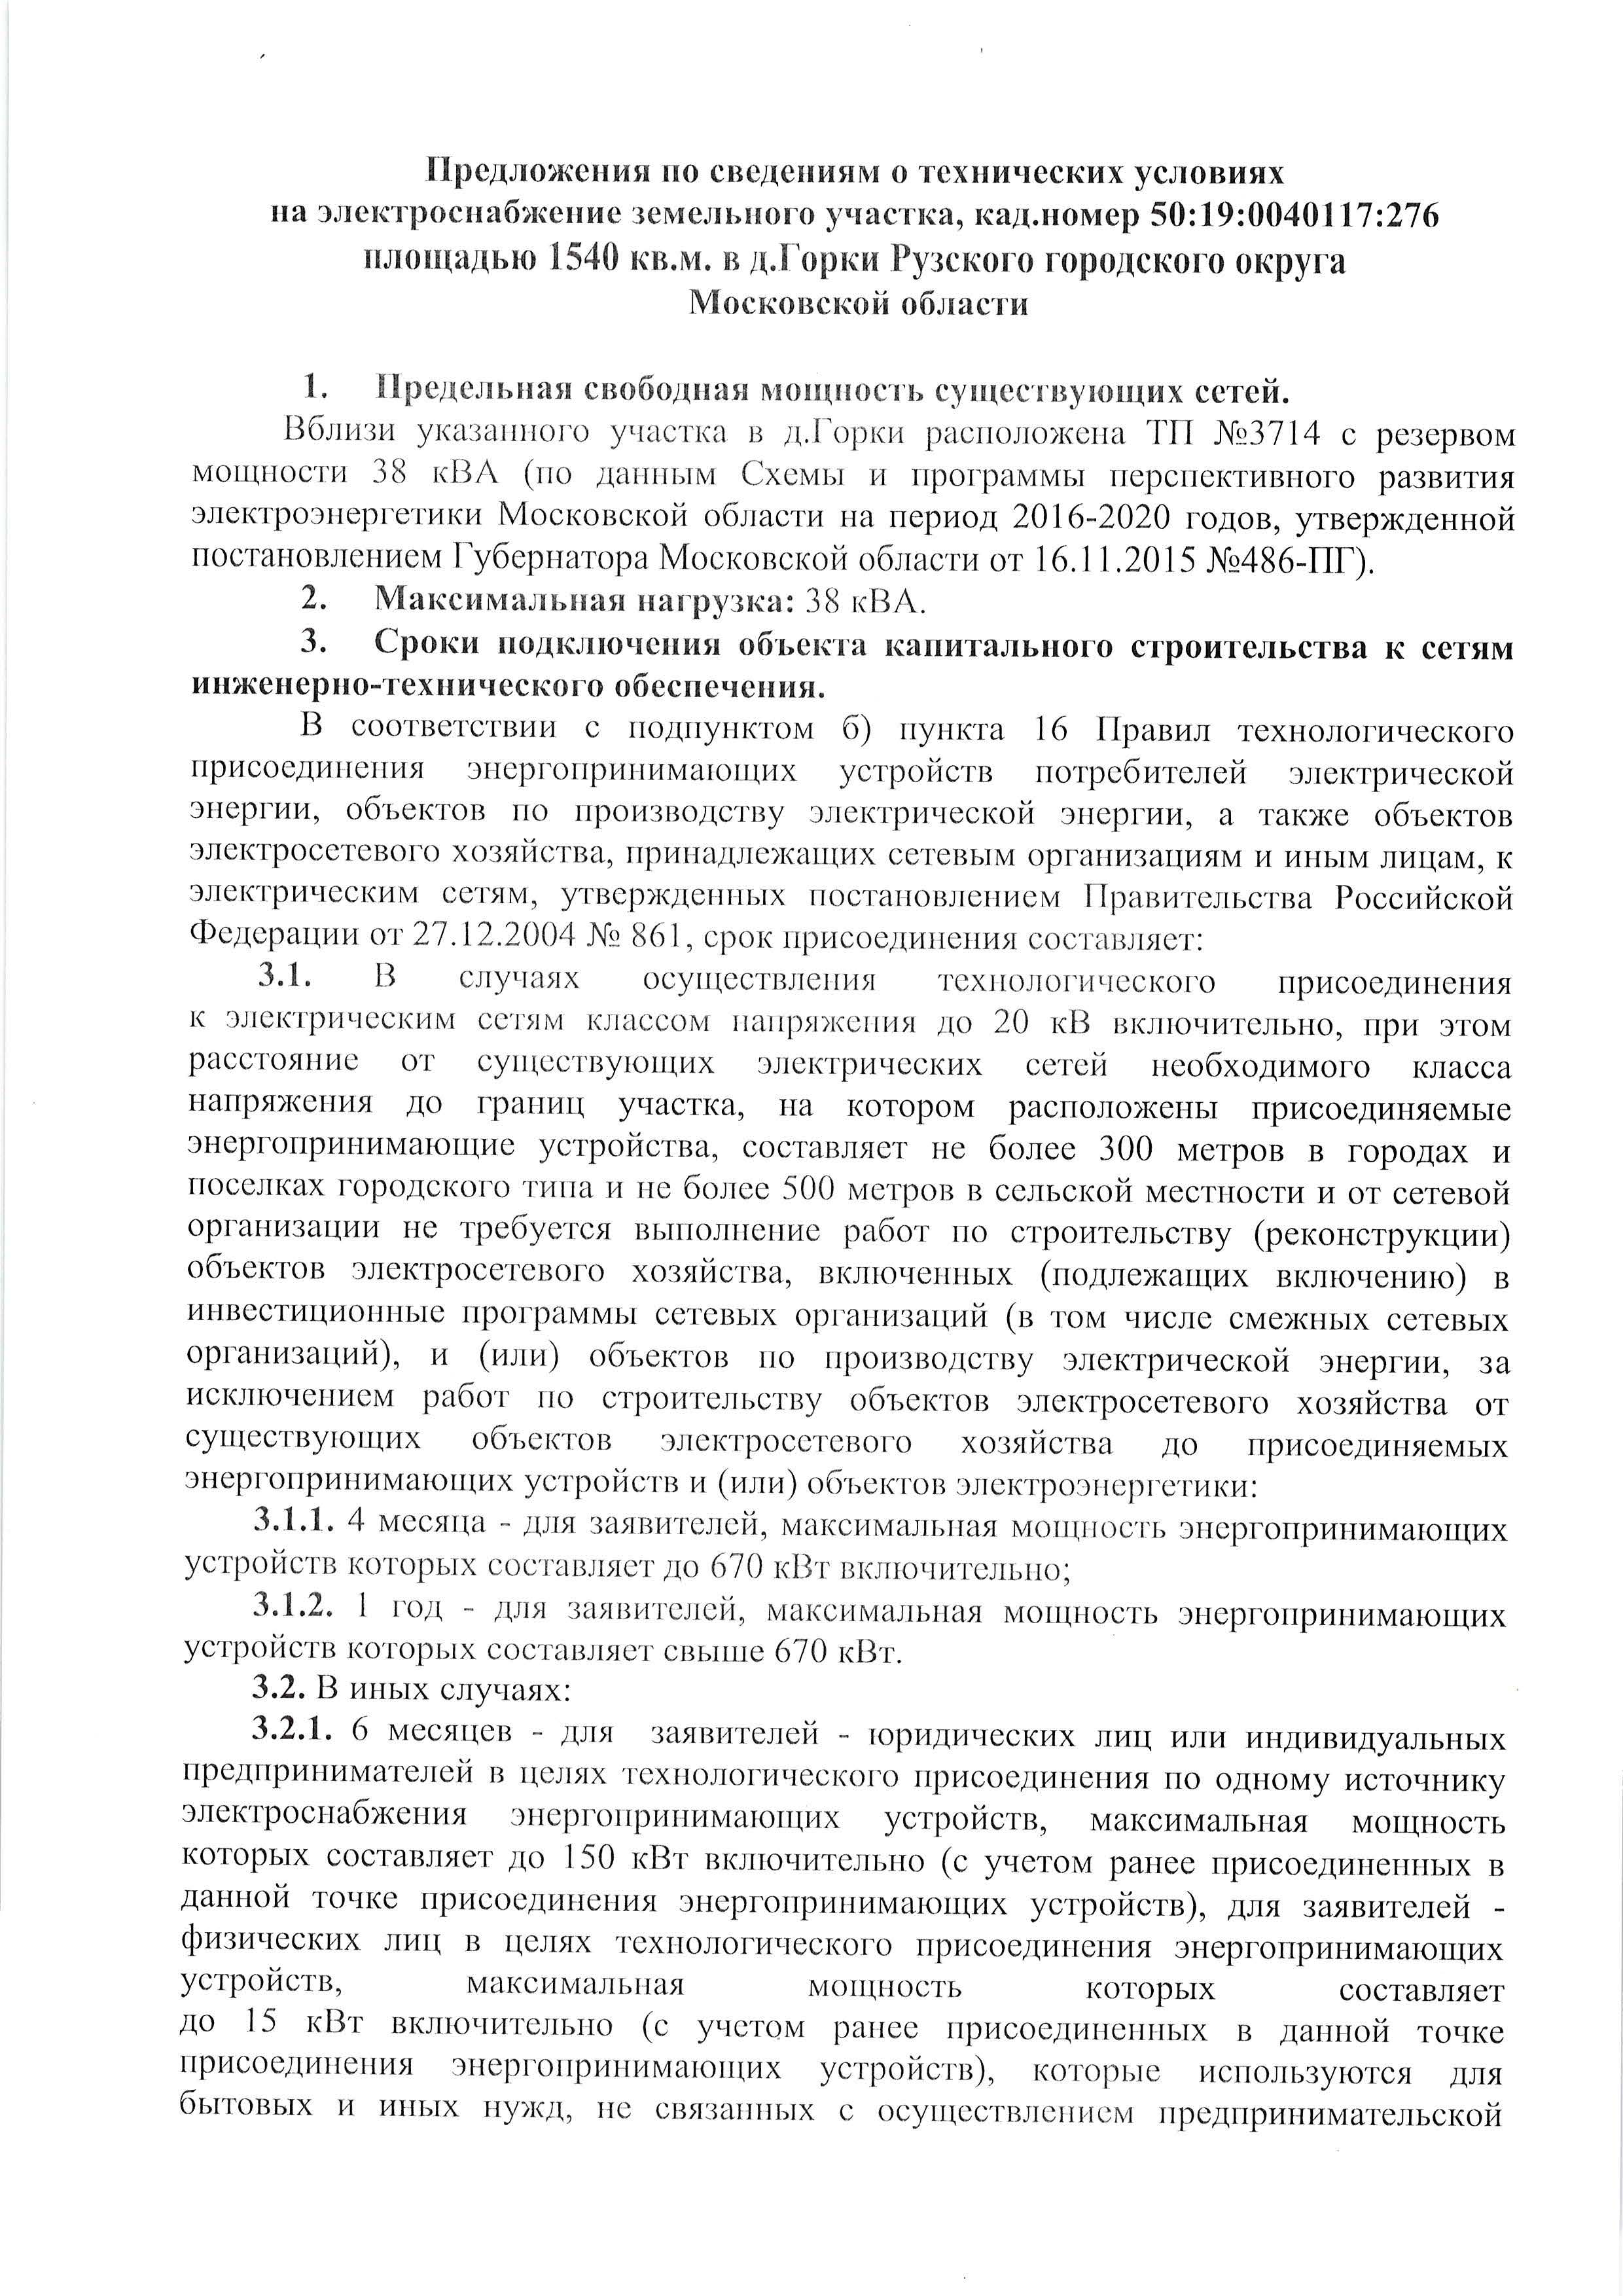 Предложения по сведениям о технических условиях
на электроснабжение земельного участка, кад.номер 50:19:0040117:276
площадью 1540 кв.м. в д.Горки Рузского городского округа
Московской области
1. Предельная свободная мощность существующих сетей.
Вблизи указанного участка в д.Горки расположена ТП №3714 с резервом
мощности 38 кВА (по данным Схемы и программы перспективного развития
электроэнергетики Московской области на период 2016-2020 годов, утвержденной
постановлением Губернатора Московской области от 16.11.2015 №486-ПГ).
2. Максимальная нагрузка: 38 кВА.
3. Сроки подключения объекта капитального строительства к сетям
инженерно-технического обеспечения.
В соответствии с подпунктом б) пункта 16 Правил технологического
присоединения энергопринимающих устройств потребителей электрической
энергии, объектов по производству электрической энергии, а также объектов
электросетевого хозяйства, принадлежащих сетевым организациям и иным лицам, к
электрическим сетям, утвержденных постановлением Правительства Российской
Федерации от 27.12.2004 № 861, срок присоединения составляет:
3.1. В случаях осуществления технологического присоединения
к электрическим сетям классом напряжения до 20 кВ включительно, при этом
расстояние от существующих электрических сетей необходимого класса
напряжения до границ участка, на котором расположены присоединяемые
энергопринимающие устройства, составляет не более 300 метров в городах и
поселках городского типа и не более 500 метров в сельской местности и от сетевой
организации не требуется выполнение работ по строительству (реконструкции)
объектов электросетевого хозяйства, включенных (подлежащих включению) в
инвестиционные программы сетевых организаций (в том числе смежных сетевых
организаций), и (или) объектов по производству электрической энергии, за
исключением работ по строительству объектов электросетевого хозяйства от
существующих объектов электросетевого хозяйства до присоединяемых
энергопринимающих устройств и (или) объектов электроэнергетики:
3.1.1. 4 месяца - для заявителей, максимальная мощность энергопринимающих
устройств которых составляет до 670 кВт включительно;
3.1.2. 1 год - для заявителей, максимальная мощность энергопринимающих
устройств которых составляет свыше 670 кВт.
3.2. В иных случаях:
3.2.1. 6 месяцев - для заявителей - юридических лиц или индивидуальных
предпринимателей в целях технологического присоединения по одному источнику
электроснабжения энергопринимающих устройств, максимальная мощность
которых составляет до 150 кВт включительно (с учетом ранее присоединенных в
данной точке присоединения энергопринимающих устройств), для заявителей -
физических лиц в целях технологического присоединения энергопринимающих
устройств, максимальная мощность которых составляет
до 15 кВт включительно (с учетом ранее присоединенных в данной точке
присоединения энергопринимающих устройств), которые используются для
бытовых и иных нужд, не связанных с осуществлением предпринимательской